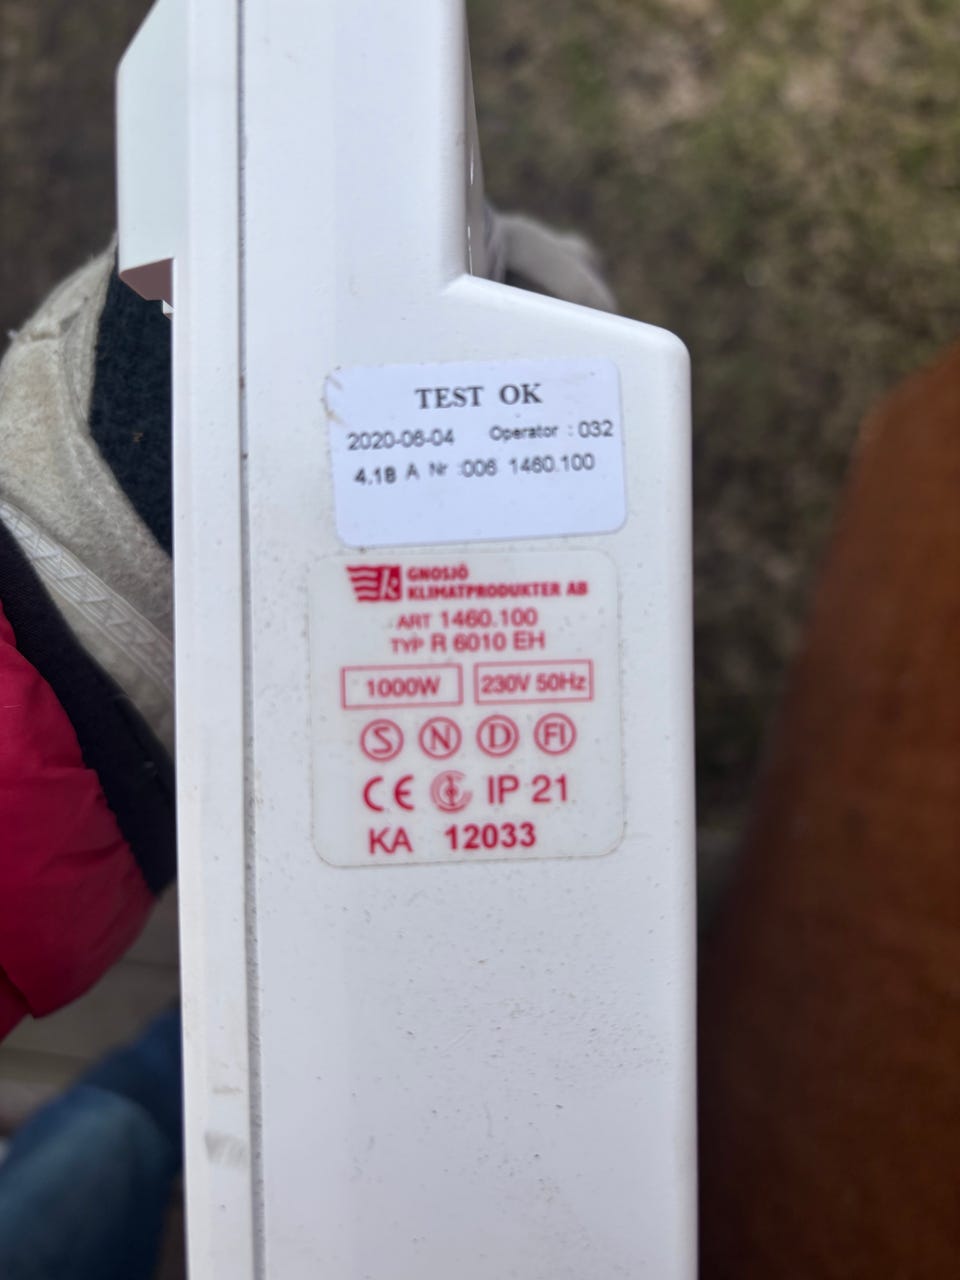 TEST OK
2020-06-04 Operator : 032
4.18 A Nr :006 1460.100
k GNOSJÖ
KLIMATPRODUKTER AB
ART 1460.100
TYP R 6010 EH
1000W 230V 50Hz
S N D FI
CE IP 21
KA 12033